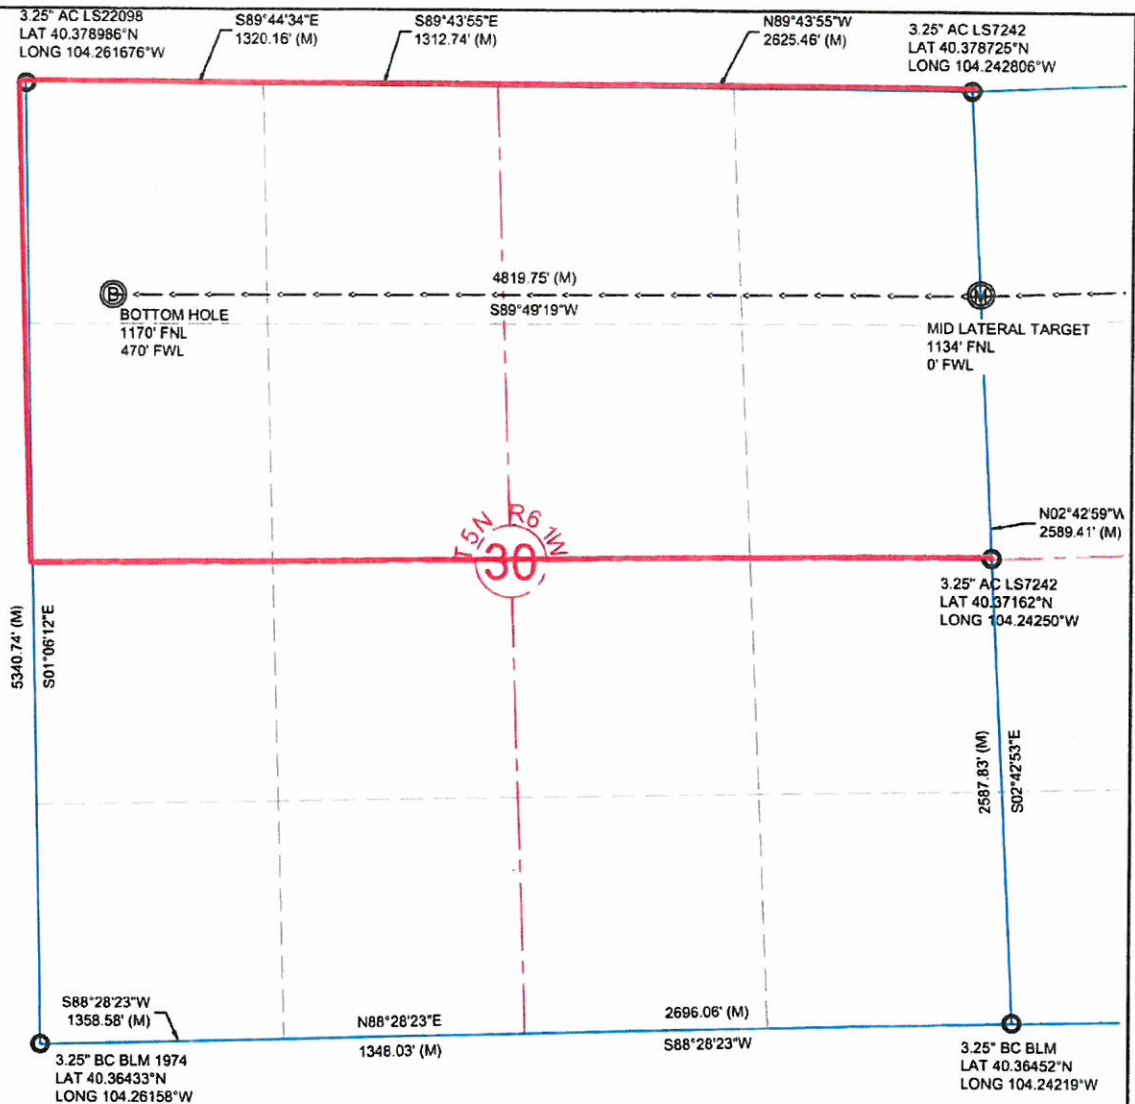 3.25" AC LS22098
LAT 40.378986°N
LONG 104.261676°W
S89°44'34"E
1320.16' (M)
S89°43'55"E
1312.74' (M)
N89°43'55"W
2625.46' (M)
3.25" AC LS7242
LAT 40.378725°N
LONG 104.242806°W
4819.75' (M)
S89°49'19"W
B
BOTTOM HOLE
1170' FNL
470' FWL
M
MID LATERAL TARGET
1134' FNL
0' FWL
N02°42'59"W
2589.41' (M)
T 5N R6 1W
30
3.25" AC LS7242
LAT 40.37162°N
LONG 104.24250°W
5340.74' (M)
S01°06'12"E
2587.83' (M)
S02°42'53"E
S88°28'23"W
1358.58' (M)
N88°28'23"E
1348.03' (M)
2696.06' (M)
S88°28'23"W
3.25" BC BLM 1974
LAT 40.36433°N
LONG 104.26158°W
3.25" BC BLM
LAT 40.36452°N
LONG 104.24219°W